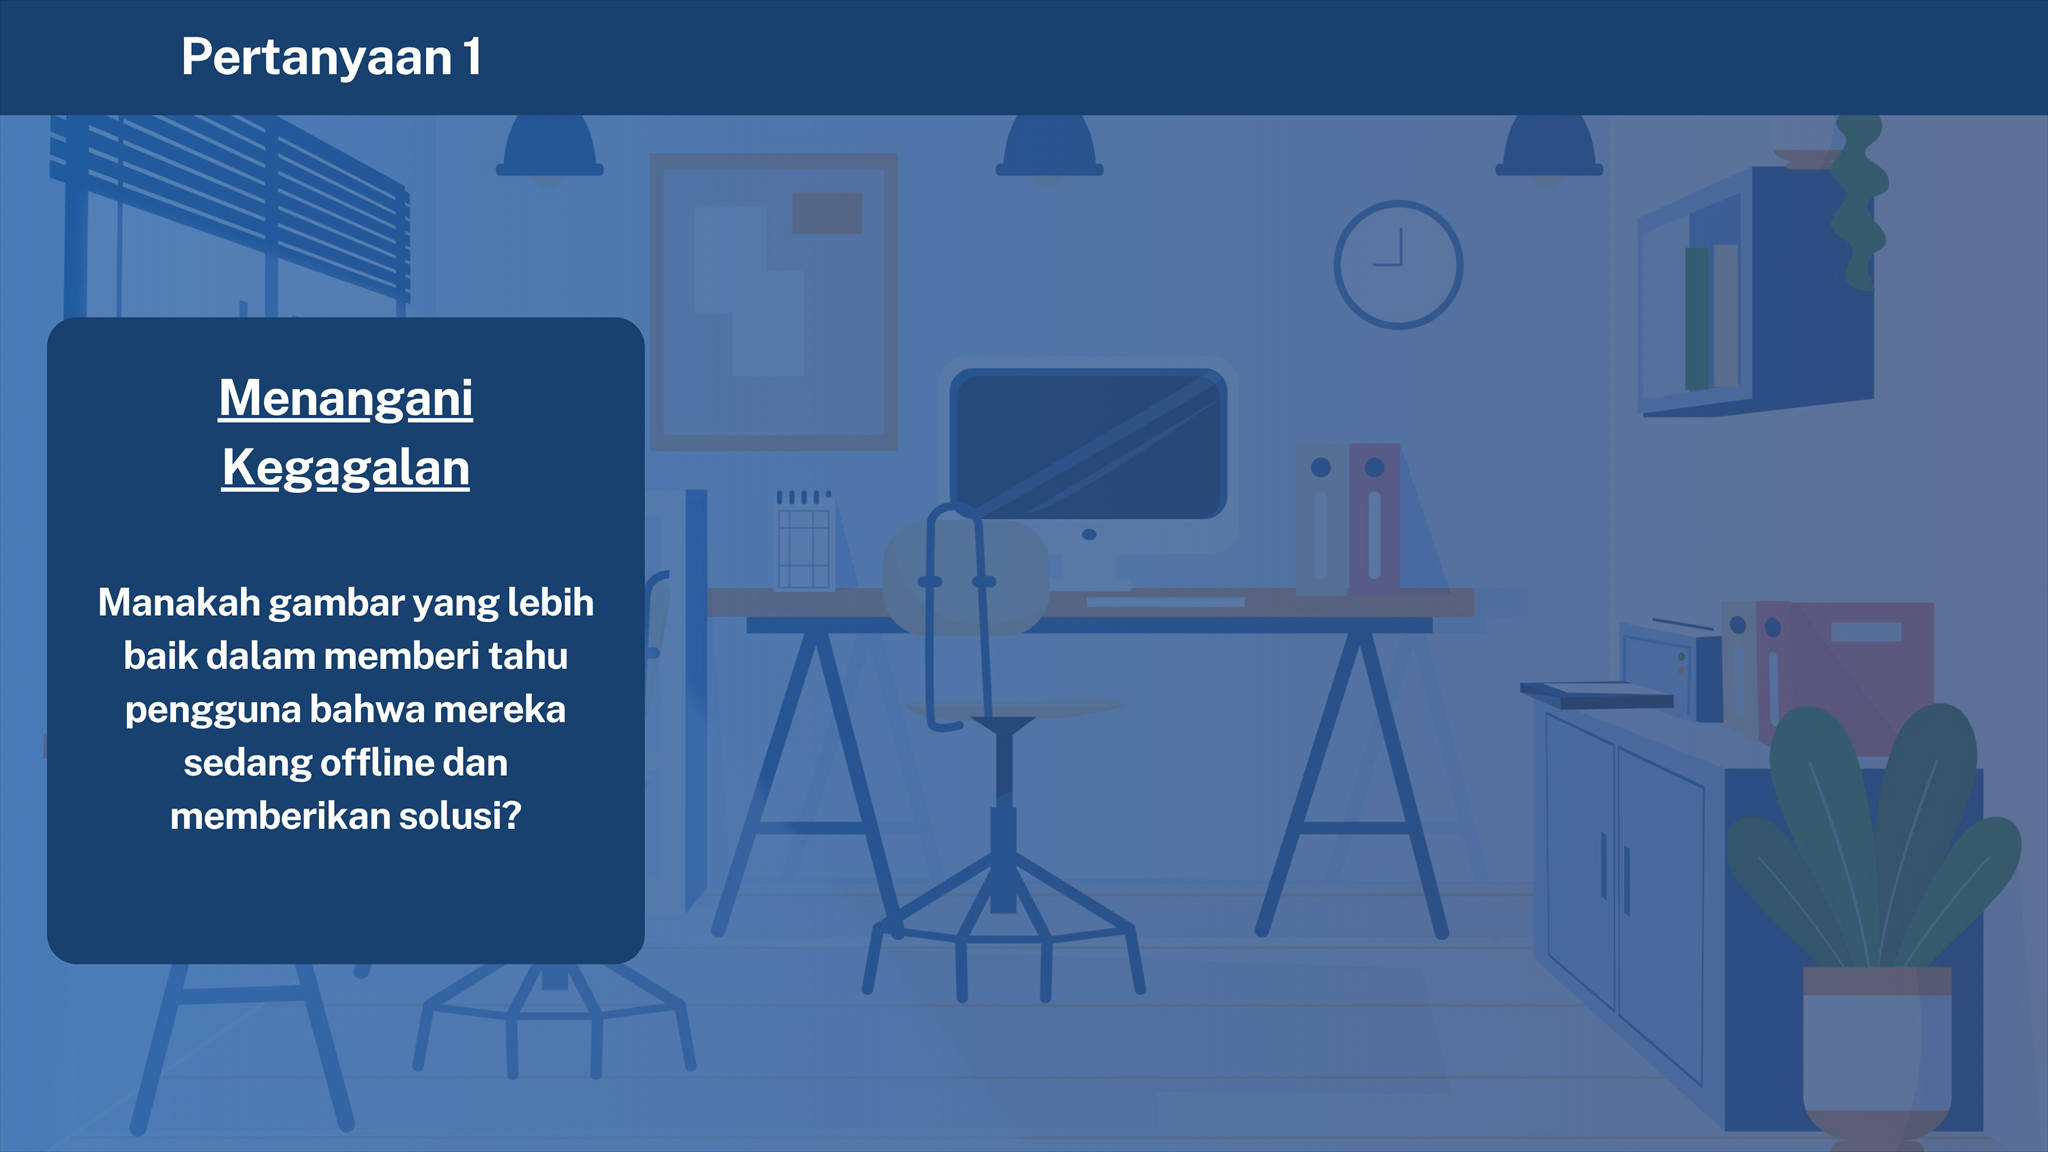 Pertanyaan 1
Menangani
Kegagalan
Manakah gambar yang lebih
baik dalam memberi tahu
pengguna bahwa mereka
sedang offline dan
memberikan solusi?